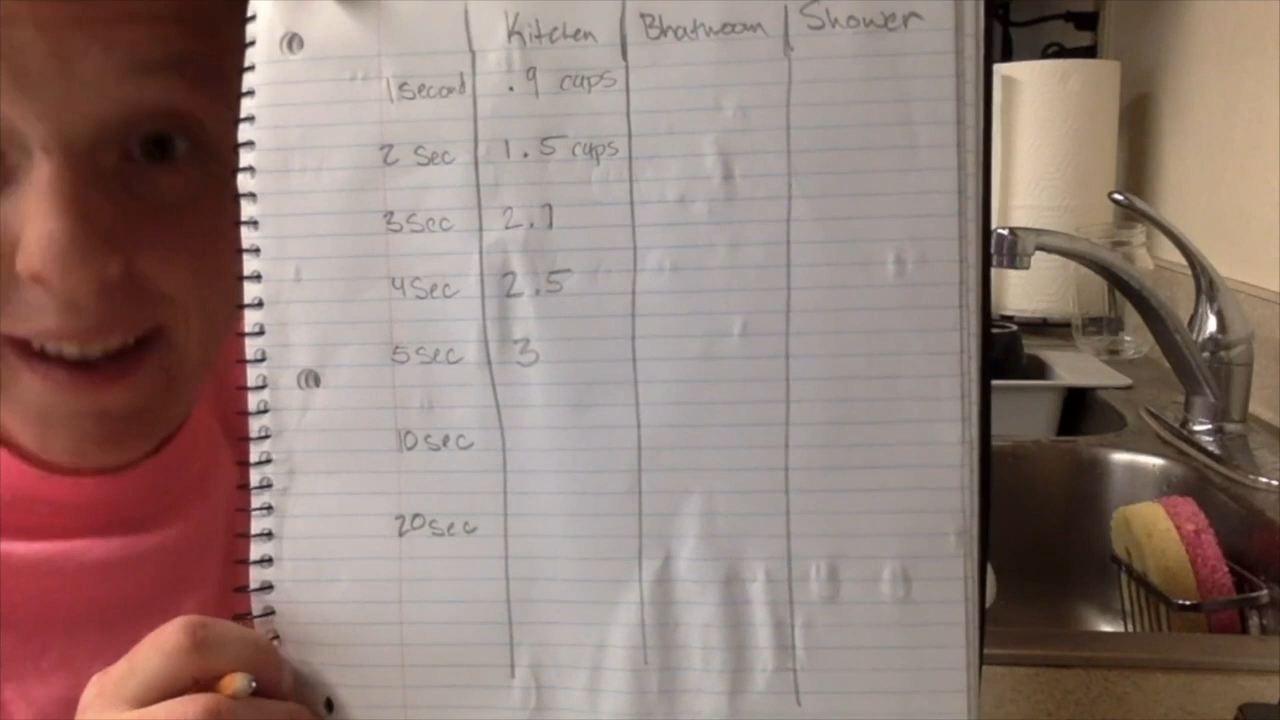 Kitchen Bhatwoom Shower
1second .9 cups
2 Sec 1.5 cups
3Sec 2.1
4Sec 2.5
5sec 3
10sec
20sec